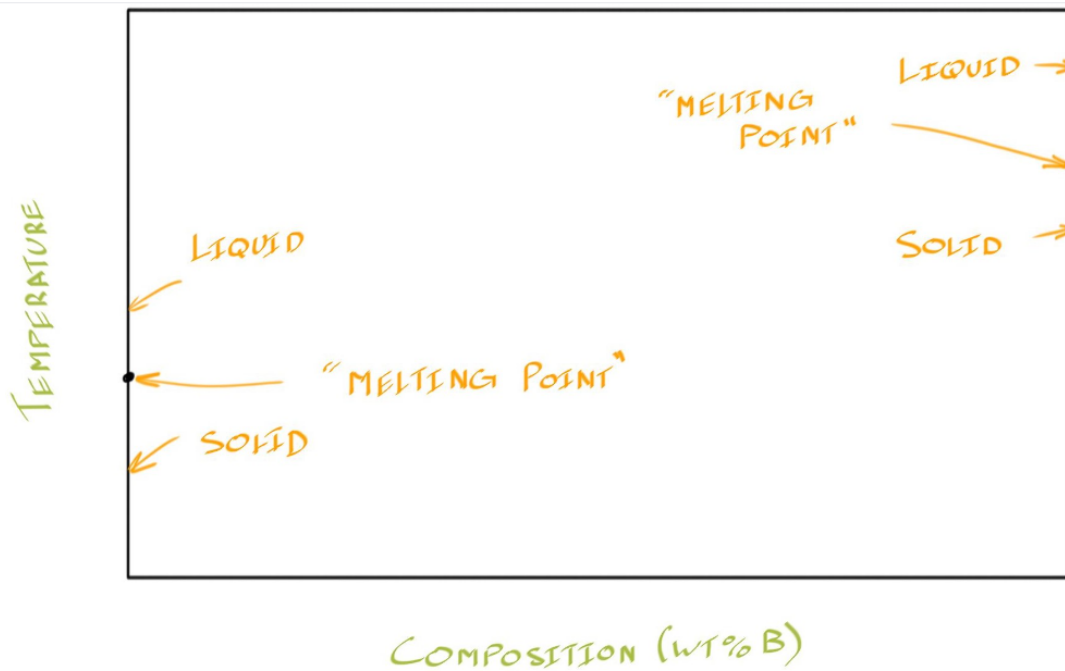 LIQUID
"MELTING
POINT"
SOLID
LIQUID
"MELTING POINT"
SOLID
TEMPERATURE
COMPOSITION (WT% B)